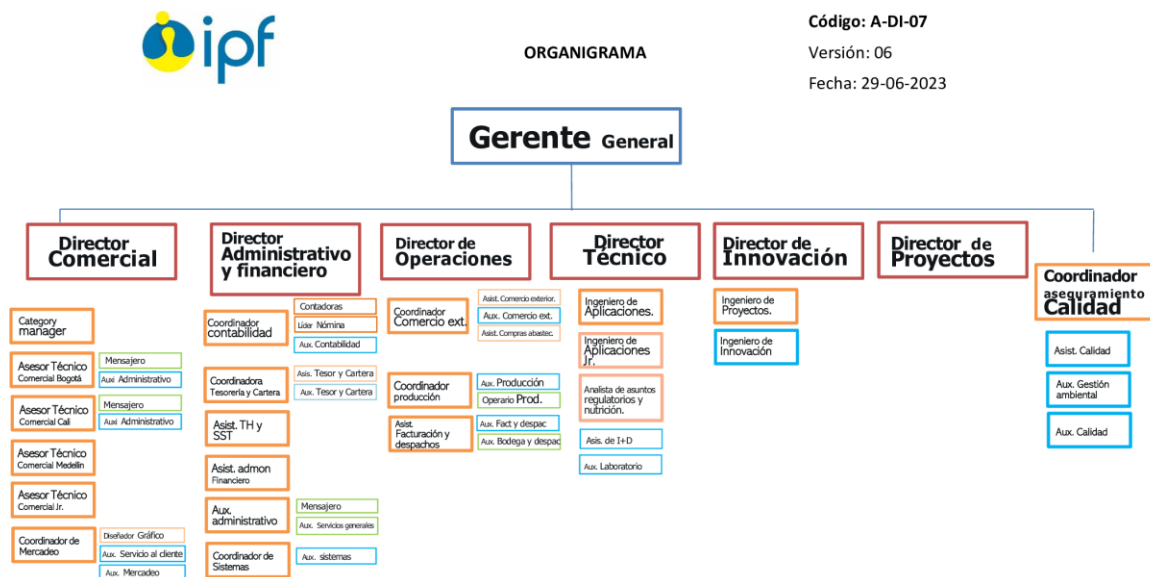 ipf
ORGANIGRAMA
Código: A-DI-07
Versión: 06
Fecha: 29-06-2023
Gerente General
Director
Comercial
Category
manager
Asesor Técnico
Comercial Bogotá
Mensajero
Auxi Administrativo
Asesor Técnico
Comercial Cali
Mensajero
Auxi Administrativo
Asesor Técnico
Comercial Medellin
Asesor Técnico
Comercial Jr.
Coordinador de
Mercadeo
Diseñador Gráfico
Aux. Servicio al cliente
Aux. Mercadeo
Director
Administrativo
y financiero
Coordinador
contabilidad
Contadoras
Lider Nómina
Aux. Contabilidad
Coordinadora
Tesorería y Cartera
Asis. Tesor y Cartera
Aux. Tesor y Cartera
Asist. TH y
SST
Asist. admon
Financiero
Aux.
administrativo
Mensajero
Aux. Servicios generales
Coordinador de
Sistemas
Aux. sistemas
Director de
Operaciones
Coordinador
Comercio ext.
Asist. Comercio exterior.
Aux. Comercio ext.
Asist. Compras abastec.
Coordinador
producción
Aux. Producción
Operario Prod.
Asist.
Facturación y
despachos
Aux. Fact y despac
Aux. Bodega y despac
Director
Técnico
Ingeniero de
Aplicaciones.
Ingeniero de
Aplicaciones
Jr.
Analista de asuntos
regulatorios y
nutrición.
Asis. de I+D
Aux. Laboratorio
Director de
Innovación
Ingeniero de
Proyectos.
Ingeniero de
Innovación
Director de
Proyectos
Coordinador
aseguramiento
Calidad
Asist. Calidad
Aux. Gestión
ambiental
Aux. Calidad